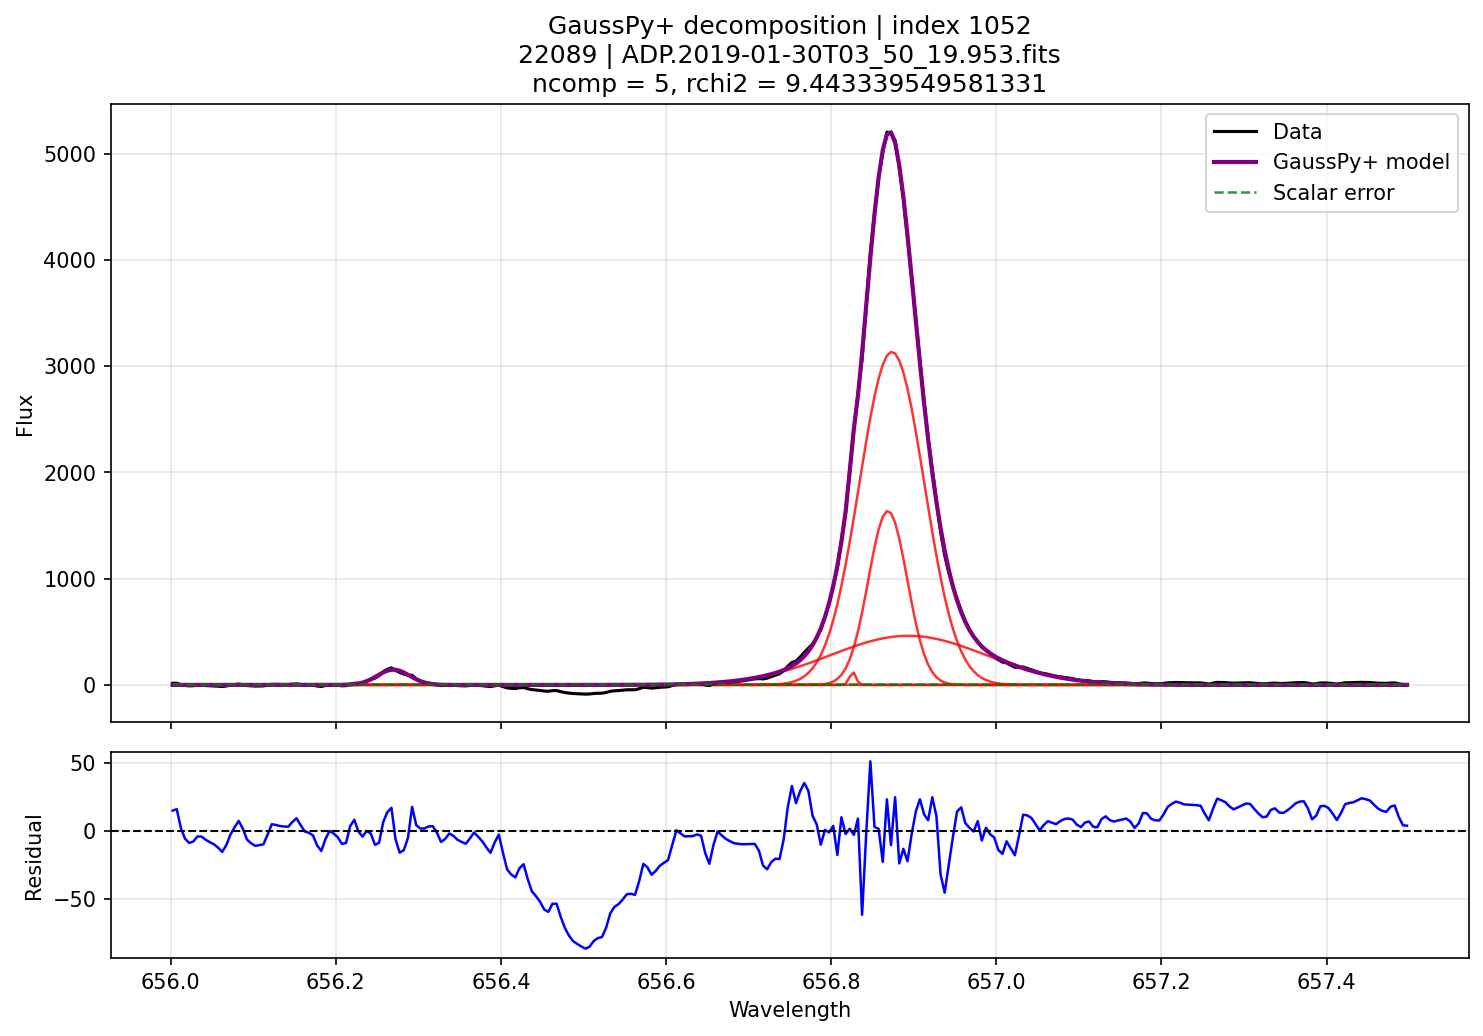 GaussPy+ decomposition | index 1052
22089 | ADP.2019-01-30T03_50_19.953.fits
ncomp = 5, rchi2 = 9.443339549581331
Data
GaussPy+ model
Scalar error
Flux
5000
4000
3000
2000
1000
0
Residual
50
0
−50
656.0 656.2 656.4 656.6 656.8 657.0 657.2 657.4
Wavelength